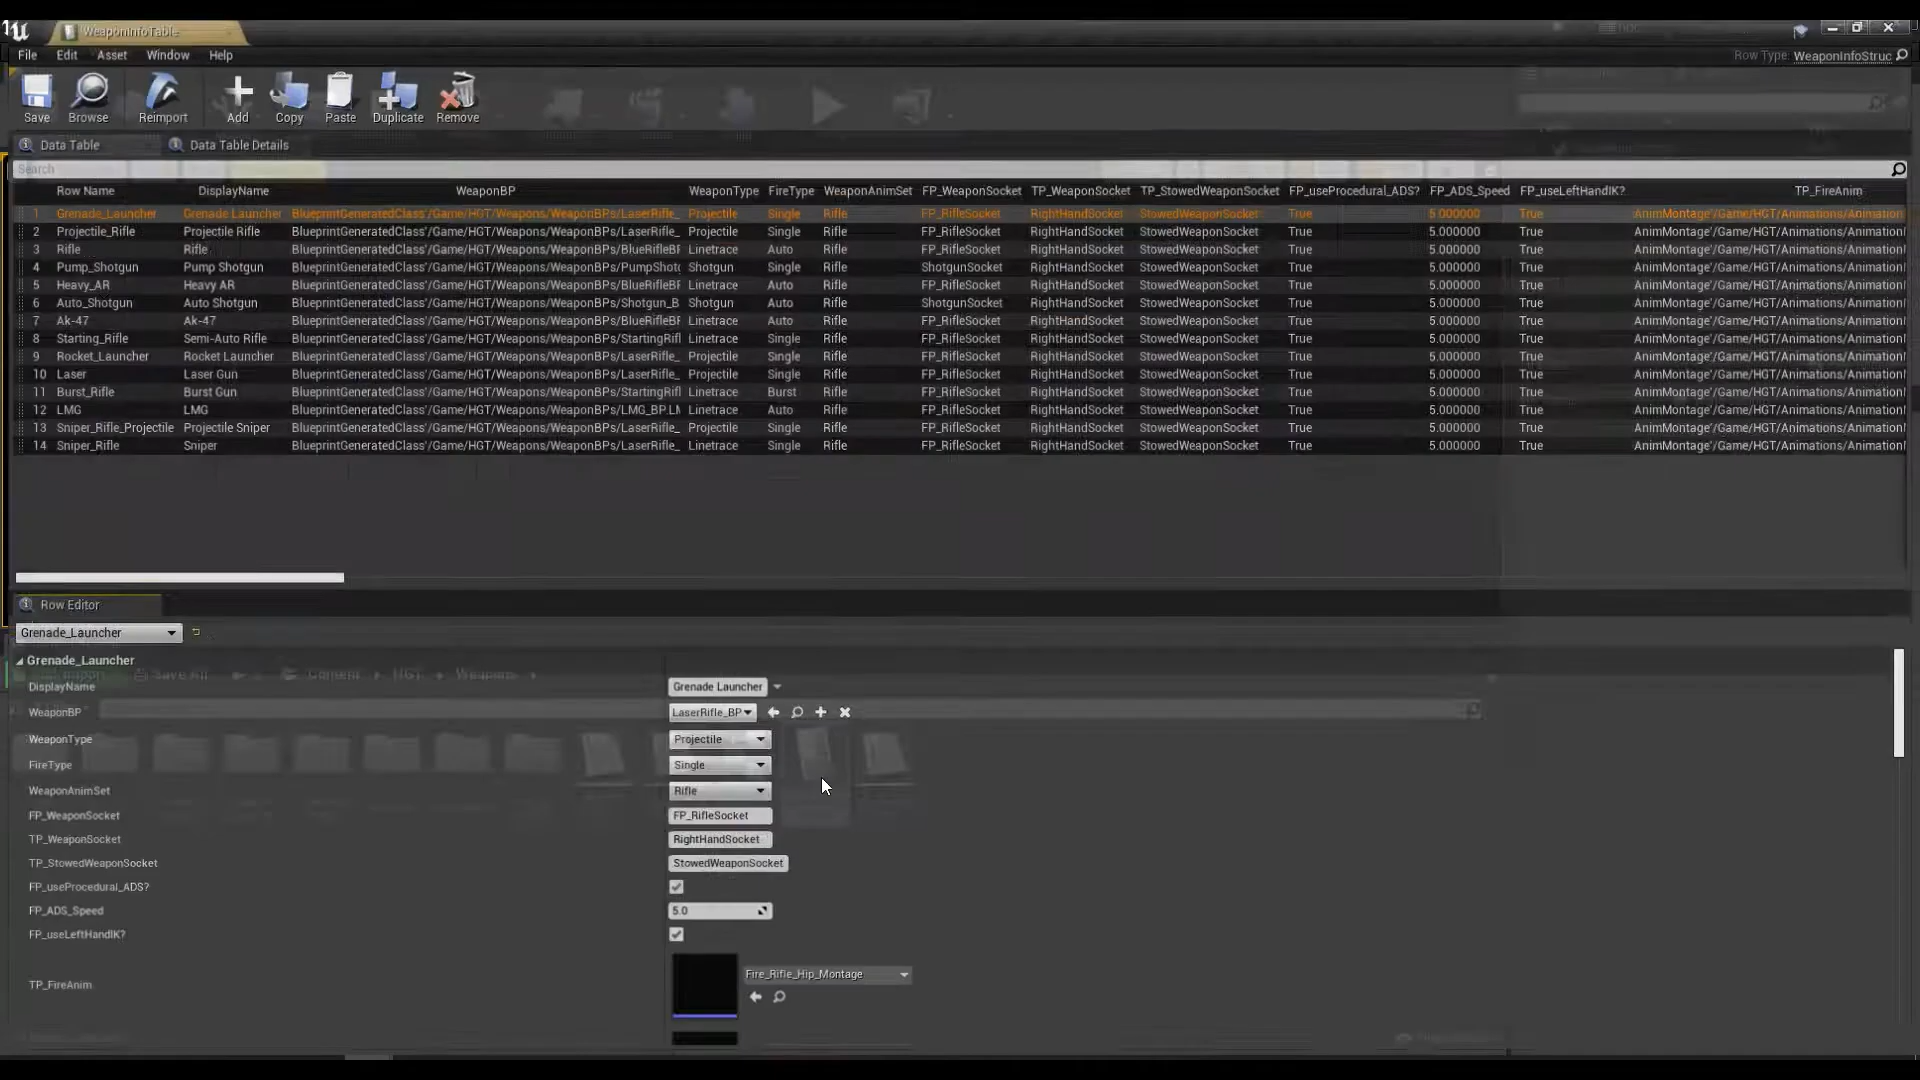 WeaponInfoTable
File Edit Asset Window Help
Row Type: WeaponInfoStruc
Save Browse Reimport Add Copy Paste Duplicate Remove
Data Table Data Table Details
Search
Row Name DisplayName WeaponBP WeaponType FireType WeaponAnimSet FP_WeaponSocket TP_WeaponSocket TP_StowedWeaponSocket FP_useProcedural_ADS? FP_ADS_Speed FP_useLeftHandIK? TP_FireAnim
1 Grenade_Launcher Grenade Launcher BlueprintGeneratedClass'/Game/HGT/Weapons/WeaponBPs/LaserRifle_ Projectile Single Rifle FP_RifleSocket RightHandSocket StowedWeaponSocket True 5.000000 True AnimMontage'/Game/HGT/Animations/Animation
2 Projectile_Rifle Projectile Rifle BlueprintGeneratedClass'/Game/HGT/Weapons/WeaponBPs/LaserRifle_ Projectile Single Rifle FP_RifleSocket RightHandSocket StowedWeaponSocket True 5.000000 True AnimMontage'/Game/HGT/Animations/Animation
3 Rifle Rifle BlueprintGeneratedClass'/Game/HGT/Weapons/WeaponBPs/BlueRifleBF Linetrace Auto Rifle FP_RifleSocket RightHandSocket StowedWeaponSocket True 5.000000 True AnimMontage'/Game/HGT/Animations/Animation
4 Pump_Shotgun Pump Shotgun BlueprintGeneratedClass'/Game/HGT/Weapons/WeaponBPs/PumpShot Shotgun Single Rifle ShotgunSocket RightHandSocket StowedWeaponSocket True 5.000000 True AnimMontage'/Game/HGT/Animations/Animation
5 Heavy_AR Heavy AR BlueprintGeneratedClass'/Game/HGT/Weapons/WeaponBPs/BlueRifleBF Linetrace Auto Rifle FP_RifleSocket RightHandSocket StowedWeaponSocket True 5.000000 True AnimMontage'/Game/HGT/Animations/Animation
6 Auto_Shotgun Auto Shotgun BlueprintGeneratedClass'/Game/HGT/Weapons/WeaponBPs/Shotgun_B Shotgun Auto Rifle ShotgunSocket RightHandSocket StowedWeaponSocket True 5.000000 True AnimMontage'/Game/HGT/Animations/Animation
7 Ak-47 Ak-47 BlueprintGeneratedClass'/Game/HGT/Weapons/WeaponBPs/BlueRifleBF Linetrace Auto Rifle FP_RifleSocket RightHandSocket StowedWeaponSocket True 5.000000 True AnimMontage'/Game/HGT/Animations/Animation
8 Starting_Rifle Semi-Auto Rifle BlueprintGeneratedClass'/Game/HGT/Weapons/WeaponBPs/StartingRifl Linetrace Single Rifle FP_RifleSocket RightHandSocket StowedWeaponSocket True 5.000000 True AnimMontage'/Game/HGT/Animations/Animation
9 Rocket_Launcher Rocket Launcher BlueprintGeneratedClass'/Game/HGT/Weapons/WeaponBPs/LaserRifle_ Projectile Single Rifle FP_RifleSocket RightHandSocket StowedWeaponSocket True 5.000000 True AnimMontage'/Game/HGT/Animations/Animation
10 Laser Laser Gun BlueprintGeneratedClass'/Game/HGT/Weapons/WeaponBPs/LaserRifle_ Projectile Single Rifle FP_RifleSocket RightHandSocket StowedWeaponSocket True 5.000000 True AnimMontage'/Game/HGT/Animations/Animation
11 Burst_Rifle Burst Gun BlueprintGeneratedClass'/Game/HGT/Weapons/WeaponBPs/StartingRifl Linetrace Burst Rifle FP_RifleSocket RightHandSocket StowedWeaponSocket True 5.000000 True AnimMontage'/Game/HGT/Animations/Animation
12 LMG LMG BlueprintGeneratedClass'/Game/HGT/Weapons/WeaponBPs/LMG_BP.LM Linetrace Auto Rifle FP_RifleSocket RightHandSocket StowedWeaponSocket True 5.000000 True AnimMontage'/Game/HGT/Animations/Animation
13 Sniper_Rifle_Projectile Projectile Sniper BlueprintGeneratedClass'/Game/HGT/Weapons/WeaponBPs/LaserRifle_ Projectile Single Rifle FP_RifleSocket RightHandSocket StowedWeaponSocket True 5.000000 True AnimMontage'/Game/HGT/Animations/Animation
14 Sniper_Rifle Sniper BlueprintGeneratedClass'/Game/HGT/Weapons/WeaponBPs/LaserRifle_ Linetrace Single Rifle FP_RifleSocket RightHandSocket StowedWeaponSocket True 5.000000 True AnimMontage'/Game/HGT/Animations/Animation
Row Editor
Grenade_Launcher
Grenade_Launcher
Import Save All Content HGT Weapons
DisplayName Grenade Launcher
WeaponBP LaserRifle_BP
WeaponType Projectile
FireType Single
WeaponAnimSet Rifle
FP_WeaponSocket FP_RifleSocket
TP_WeaponSocket RightHandSocket
TP_StowedWeaponSocket StowedWeaponSocket
FP_useProcedural_ADS?
FP_ADS_Speed 5.0
FP_useLeftHandIK?
TP_FireAnim Fire_Rifle_Hip_Montage